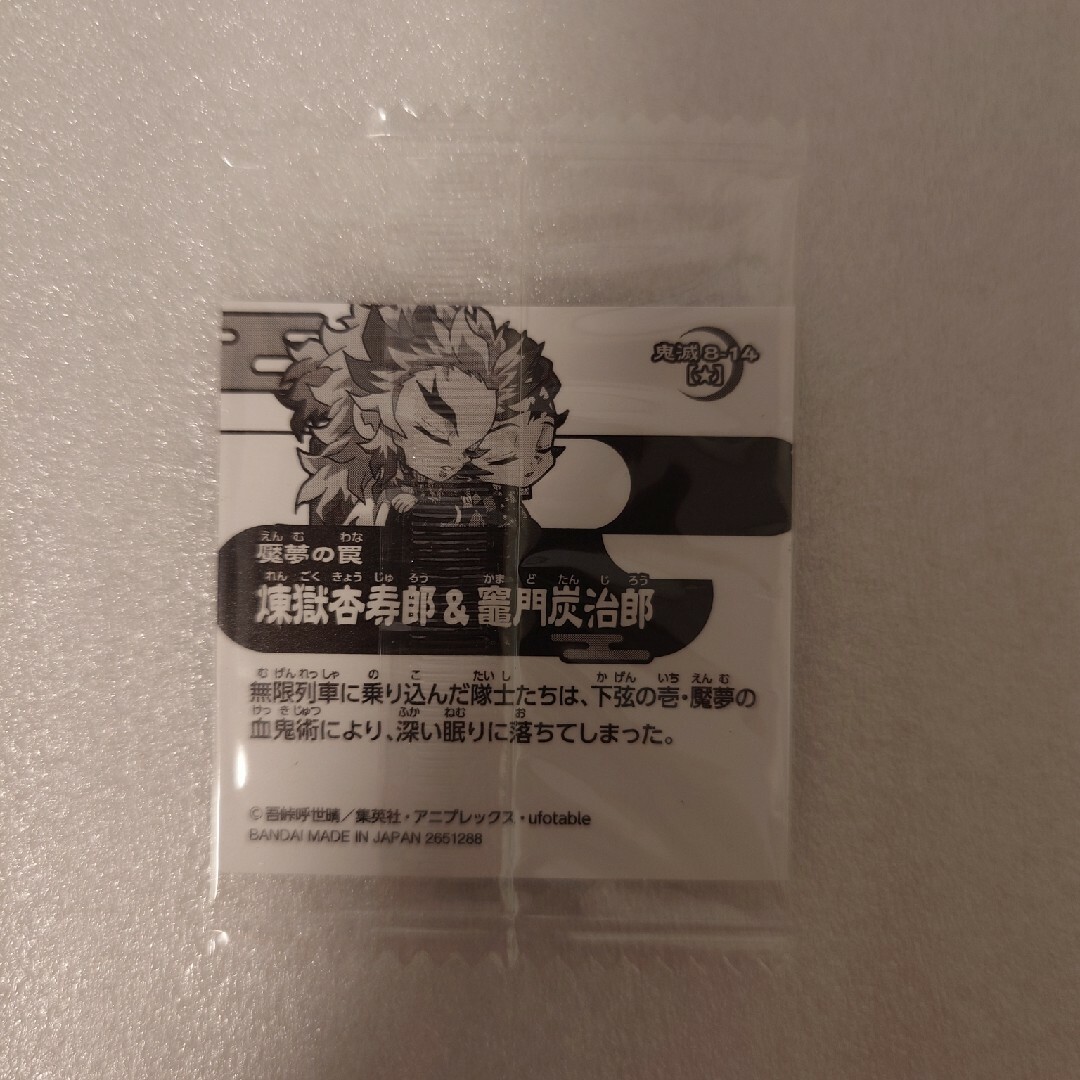 鬼滅 8-14
[★]
えん む わな
魘夢の罠
れん ごく きょう じゅ ろう かま ど たん じ ろう
煉獄杏寿郎&竈門炭治郎
む げん れっ しゃ の こ たい し か げん いち えん む
無限列車に乗り込んだ隊士たちは、下弦の壱・魘夢の
けっ き じゅつ ふか ねむ お
血鬼術により、深い眠りに落ちてしまった。
©吾峠呼世晴/集英社・アニプレックス・ufotable
BANDAI MADE IN JAPAN 2651288